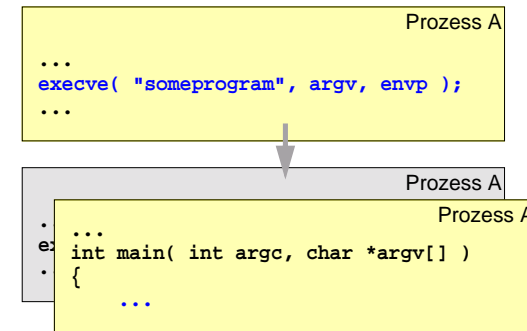 Prozess A
...
execve( "someprogram", argv, envp );
...
Prozess A
Prozess A
...
int main( int argc, char *argv[] )
{
...